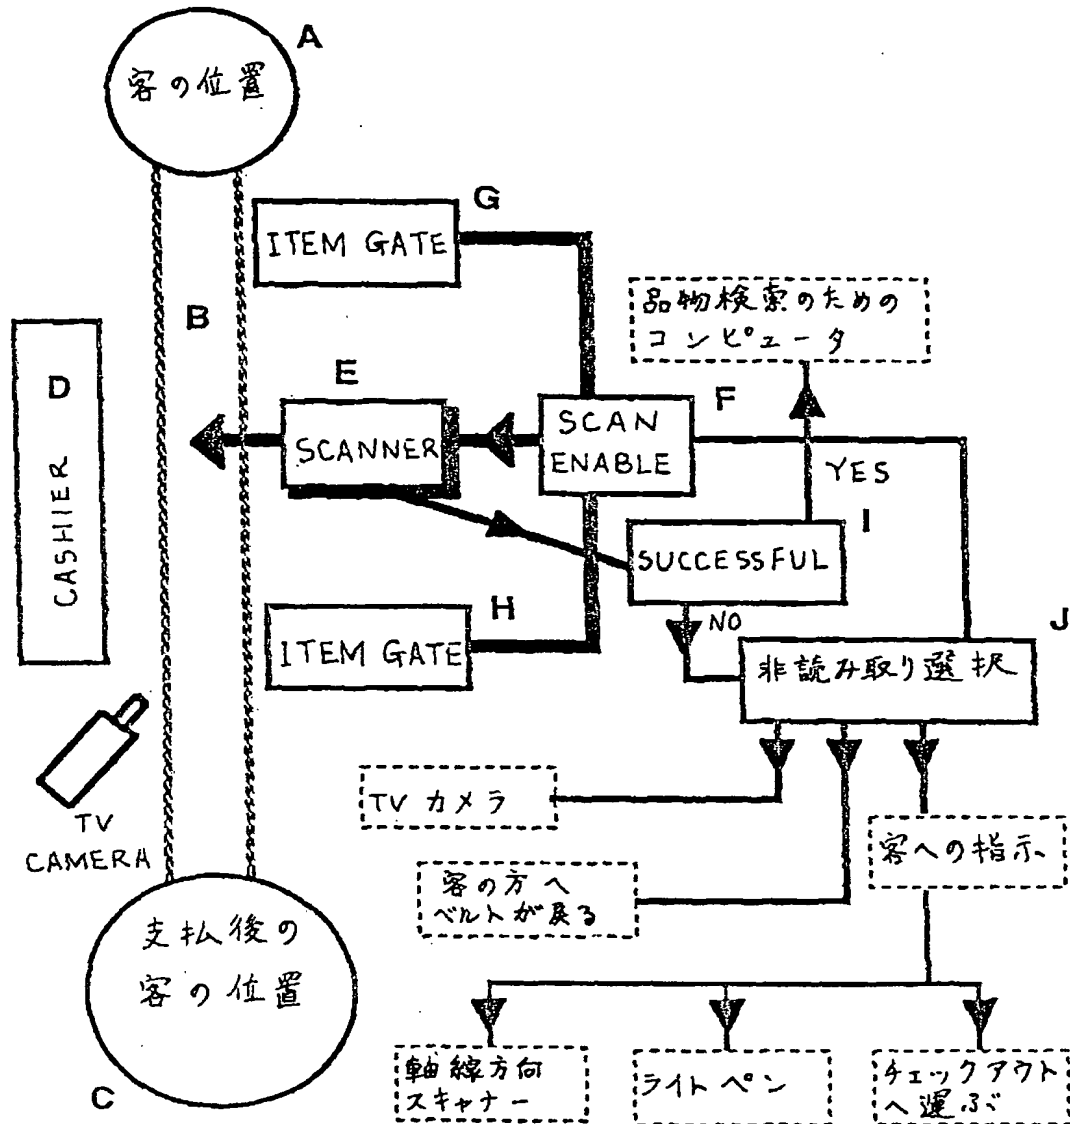 A
客の位置
G
ITEM GATE
品物検索のための
コンピュータ
B
E
F
D
CASHIER
SCANNER
SCAN
ENABLE
YES
I
SUCCESSFUL
H
NO
J
ITEM GATE
非読み取り選択
TV カメラ
TV
CAMERA
客への指示
客の方へ
ベルトが戻る
支払後の
客の位置
C
軸線方向
スキャナー
ライトペン
チェックアウト
へ運ぶ